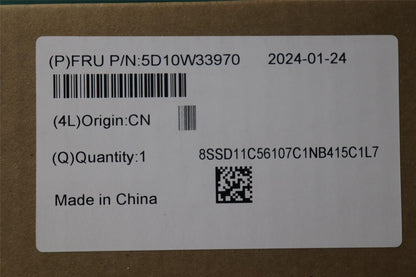 (P)FRU P/N:5D10W33970 2024-01-24
(4L)Origin:CN
(Q)Quantity:1 8SSD11C56107C1NB415C1L7
Made in China